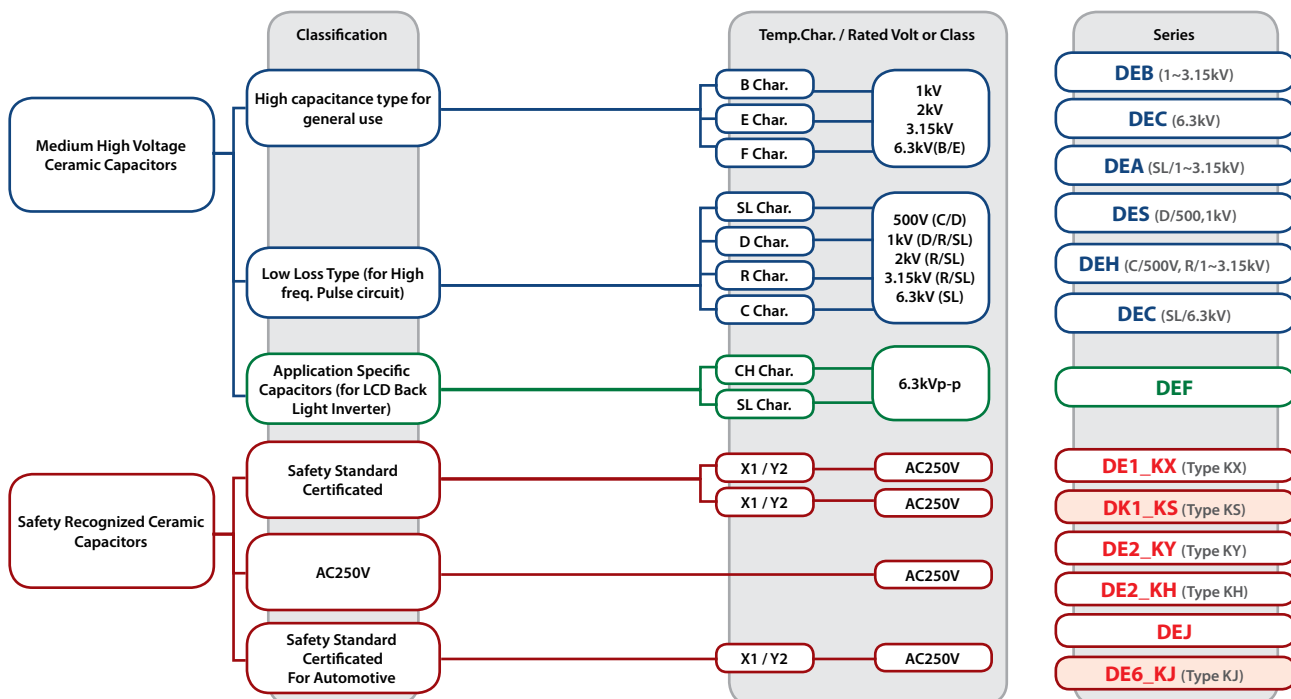 Classification
Temp.Char. / Rated Volt or Class
Series
Medium High Voltage
Ceramic Capacitors
High capacitance type for
general use
B Char.
E Char.
F Char.
1kV
2kV
3.15kV
6.3kV(B/E)
DEB (1~3.15kV)
DEC (6.3kV)
DEA (SL/1~3.15kV)
Low Loss Type (for High
freq. Pulse circuit)
SL Char.
D Char.
R Char.
C Char.
500V (C/D)
1kV (D/R/SL)
2kV (R/SL)
3.15kV (R/SL)
6.3kV (SL)
DES (D/500,1kV)
DEH (C/500V, R/1~3.15kV)
DEC (SL/6.3kV)
Application Specific
Capacitors (for LCD Back
Light Inverter)
CH Char.
SL Char.
6.3kVp-p
DEF
Safety Recognized Ceramic
Capacitors
Safety Standard
Certificated
X1 / Y2
AC250V
X1 / Y2
AC250V
DE1_KX (Type KX)
DK1_KS (Type KS)
AC250V
AC250V
DE2_KY (Type KY)
DE2_KH (Type KH)
Safety Standard
Certificated
For Automotive
X1 / Y2
AC250V
DEJ
DE6_KJ (Type KJ)